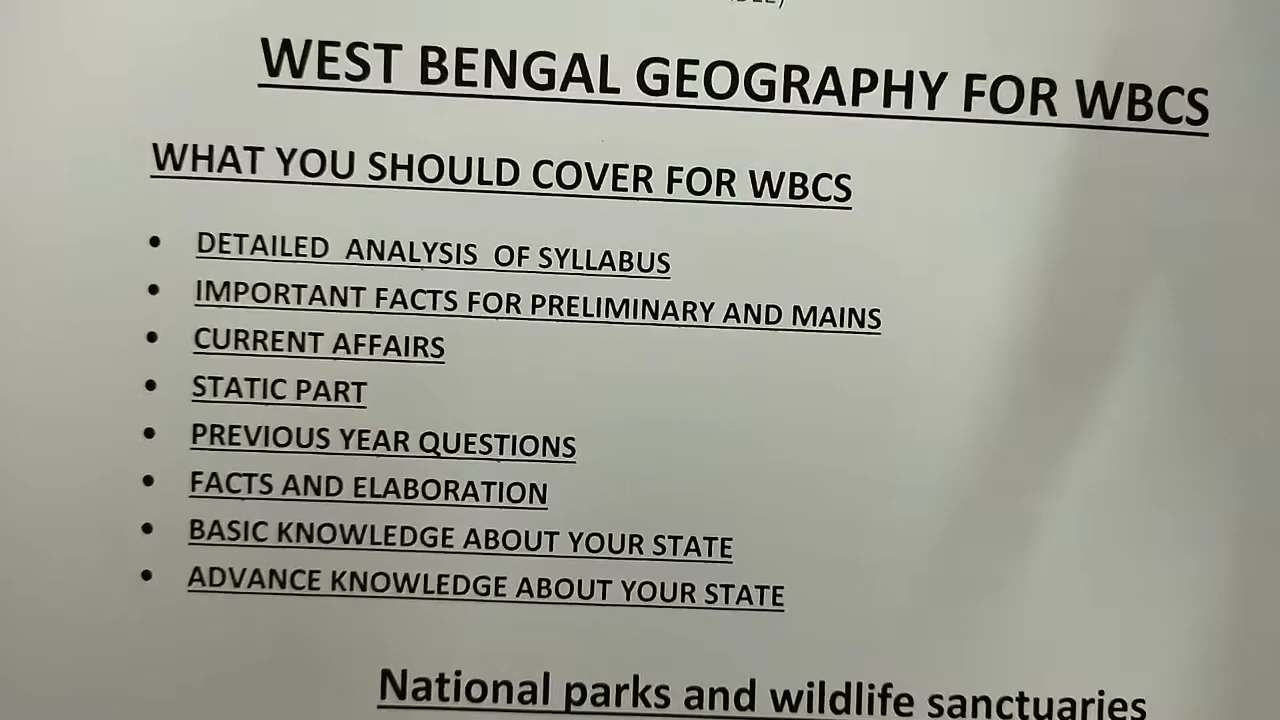 WEST BENGAL GEOGRAPHY FOR WBCS
WHAT YOU SHOULD COVER FOR WBCS
• DETAILED ANALYSIS OF SYLLABUS
• IMPORTANT FACTS FOR PRELIMINARY AND MAINS
• CURRENT AFFAIRS
• STATIC PART
• PREVIOUS YEAR QUESTIONS
• FACTS AND ELABORATION
• BASIC KNOWLEDGE ABOUT YOUR STATE
• ADVANCE KNOWLEDGE ABOUT YOUR STATE
National parks and wildlife sanctuaries